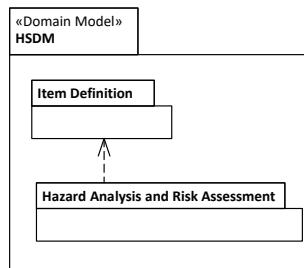 «Domain Model»
HSDM
Item Definition
Hazard Analysis and Risk Assessment